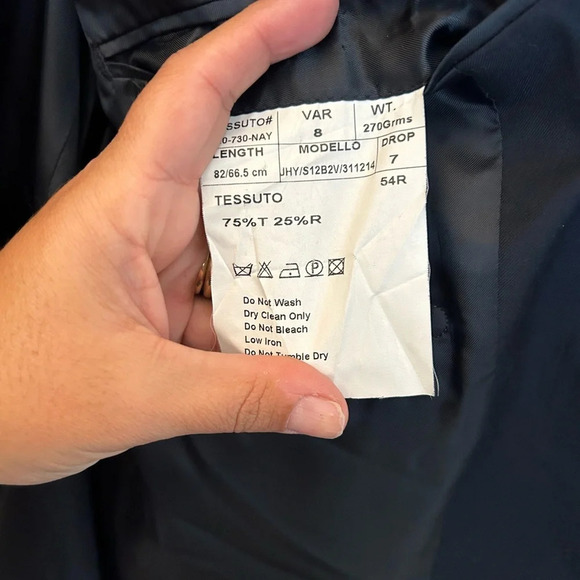 SSUTO# VAR WT.
0-730-NAY 8 270Grms
LENGTH MODELLO DROP
82/66.5 cm JHY/S12B2V/311214 7
54R
TESSUTO
75%T 25%R
P
Do Not Wash
Dry Clean Only
Do Not Bleach
Low Iron
Do Not Tumble Dry